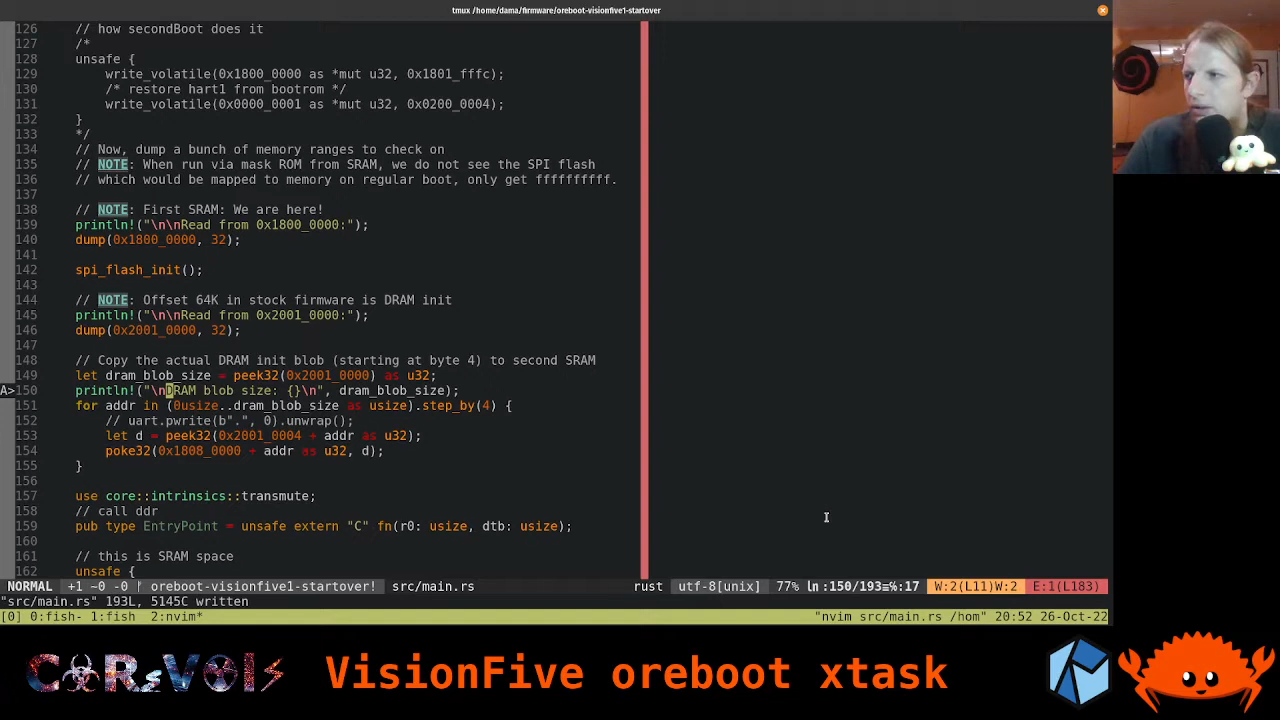 tmux /home/dama/firmware/oreboot-visionfive1-startover
126 // how secondBoot does it
127 /*
128 unsafe {
129 write_volatile(0x1800_0000 as *mut u32, 0x1801_fffc);
130 /* restore hart1 from bootrom */
131 write_volatile(0x0000_0001 as *mut u32, 0x0200_0004);
132 }
133 */
134 // Now, dump a bunch of memory ranges to check on
135 // NOTE: When run via mask ROM from SRAM, we do not see the SPI flash
136 // which would be mapped to memory on regular boot, only get ffffffffff.
137
138 // NOTE: First SRAM: We are here!
139 println!("\n\nRead from 0x1800_0000:");
140 dump(0x1800_0000, 32);
141
142 spi_flash_init();
143
144 // NOTE: Offset 64K in stock firmware is DRAM init
145 println!("\n\nRead from 0x2001_0000:");
146 dump(0x2001_0000, 32);
147
148 // Copy the actual DRAM init blob (starting at byte 4) to second SRAM
149 let dram_blob_size = peek32(0x2001_0000) as u32;
A> 150 println!("\nDRAM blob size: {}\n", dram_blob_size);
151 for addr in (0usize..dram_blob_size as usize).step_by(4) {
152 // uart.pwrite(b".", 0).unwrap();
153 let d = peek32(0x2001_0004 + addr as u32);
154 poke32(0x1808_0000 + addr as u32, d);
155 }
156
157 use core::intrinsics::transmute;
158 // call ddr
159 pub type EntryPoint = unsafe extern "C" fn(r0: usize, dtb: usize);
160
161 // this is SRAM space
162 unsafe {
NORMAL +1 ~0 -0 oreboot-visionfive1-startover! src/main.rs rust utf-8[unix] 77% ln:150/193≡℅:17 W:2(L11)W:2 E:1(L183)
"src/main.rs" 193L, 5145C written
[0] 0:fish- 1:fish 2:nvim* "nvim src/main.rs /hom" 20:52 26-Oct-22
VisionFive oreboot xtask